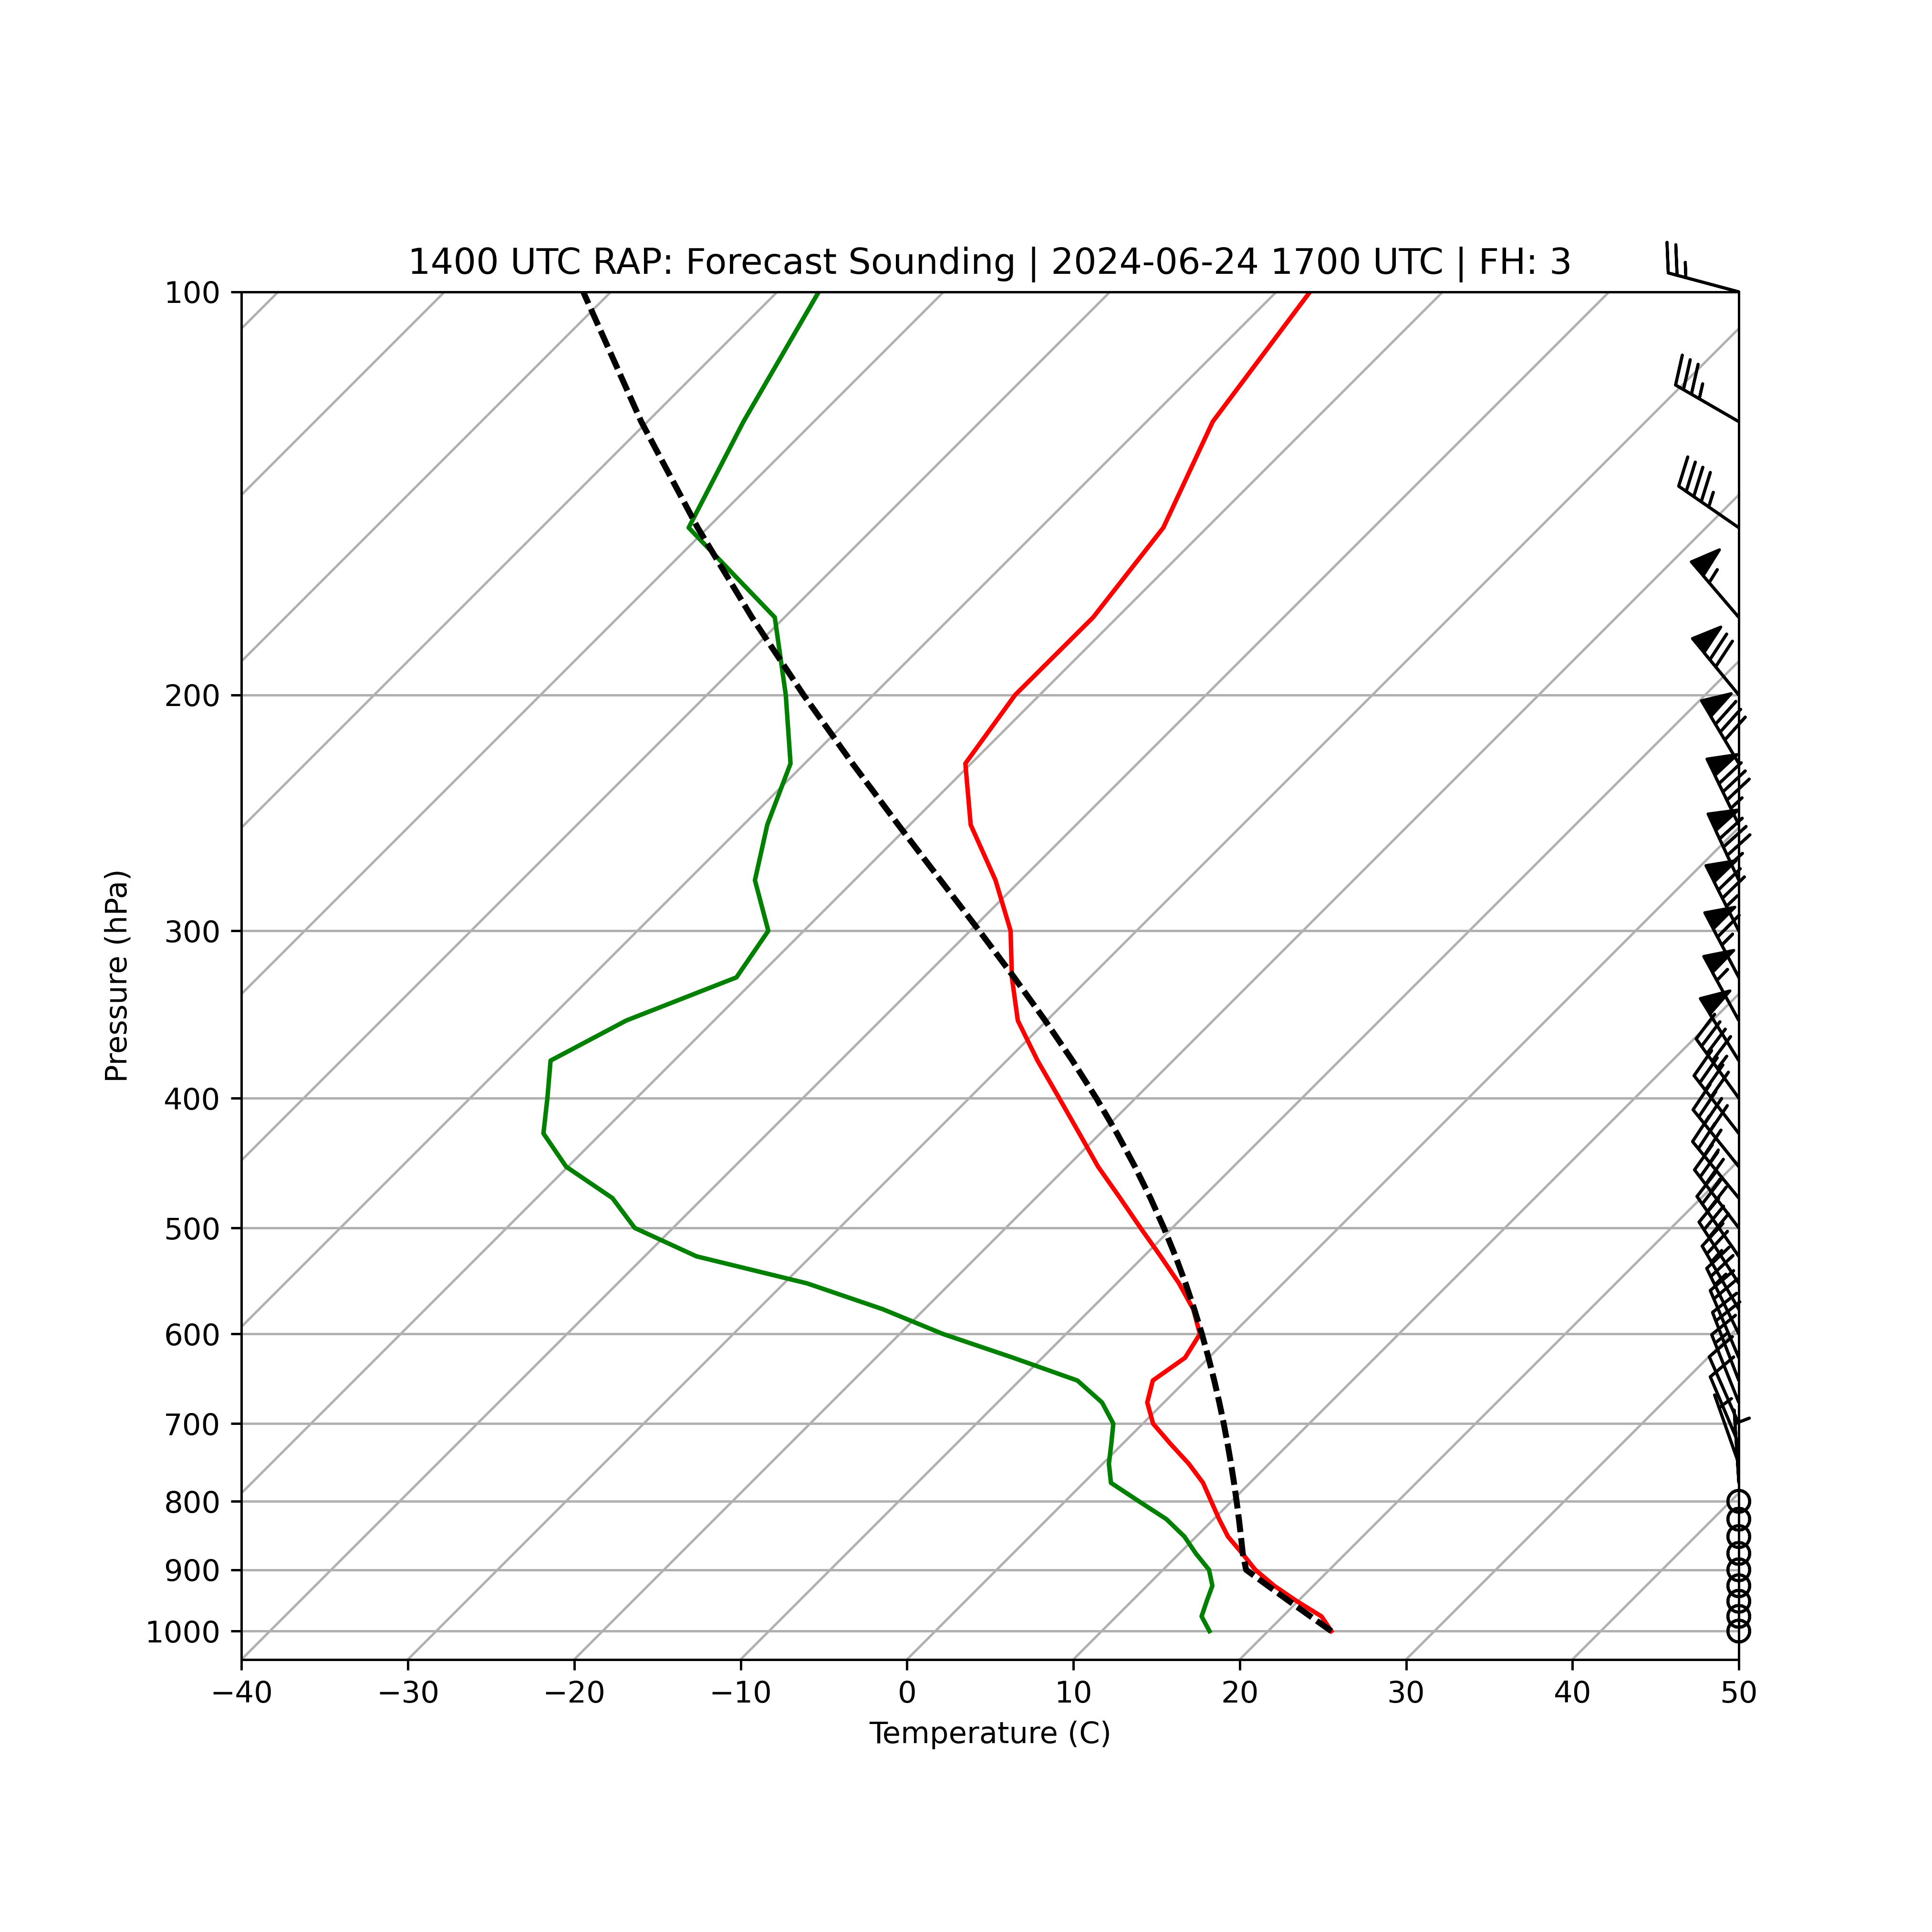 1400 UTC RAP: Forecast Sounding | 2024-06-24 1700 UTC | FH: 3
100
200
300
400
500
600
700
800
900
1000
Pressure (hPa)
−40 −30 −20 −10 0 10 20 30 40 50
Temperature (C)